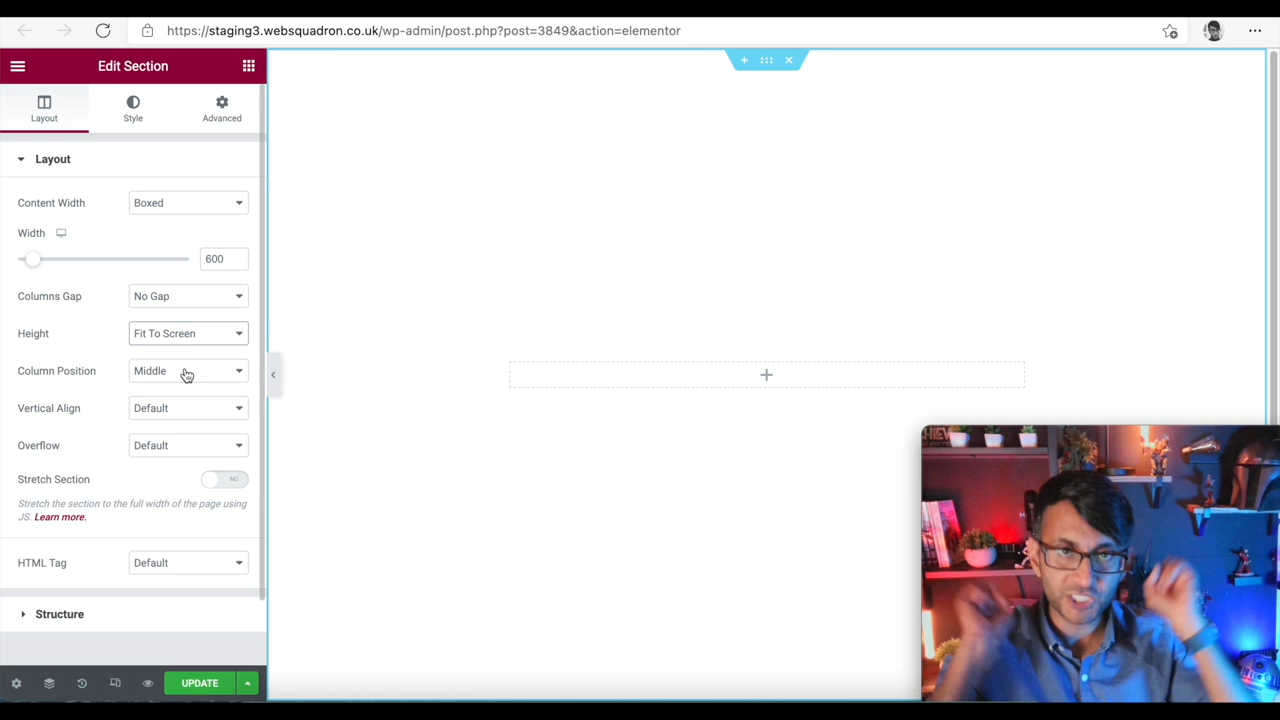 https://staging3.websquadron.co.uk/wp-admin/post.php?post=3849&action=elementor
Edit Section
Layout
Style
Advanced
Layout
Content Width
Boxed
Width
600
Columns Gap
No Gap
Height
Fit To Screen
Column Position
Middle
Vertical Align
Default
Overflow
Default
Stretch Section
NO
Stretch the section to the full width of the page using
JS. Learn more.
HTML Tag
Default
Structure
UPDATE